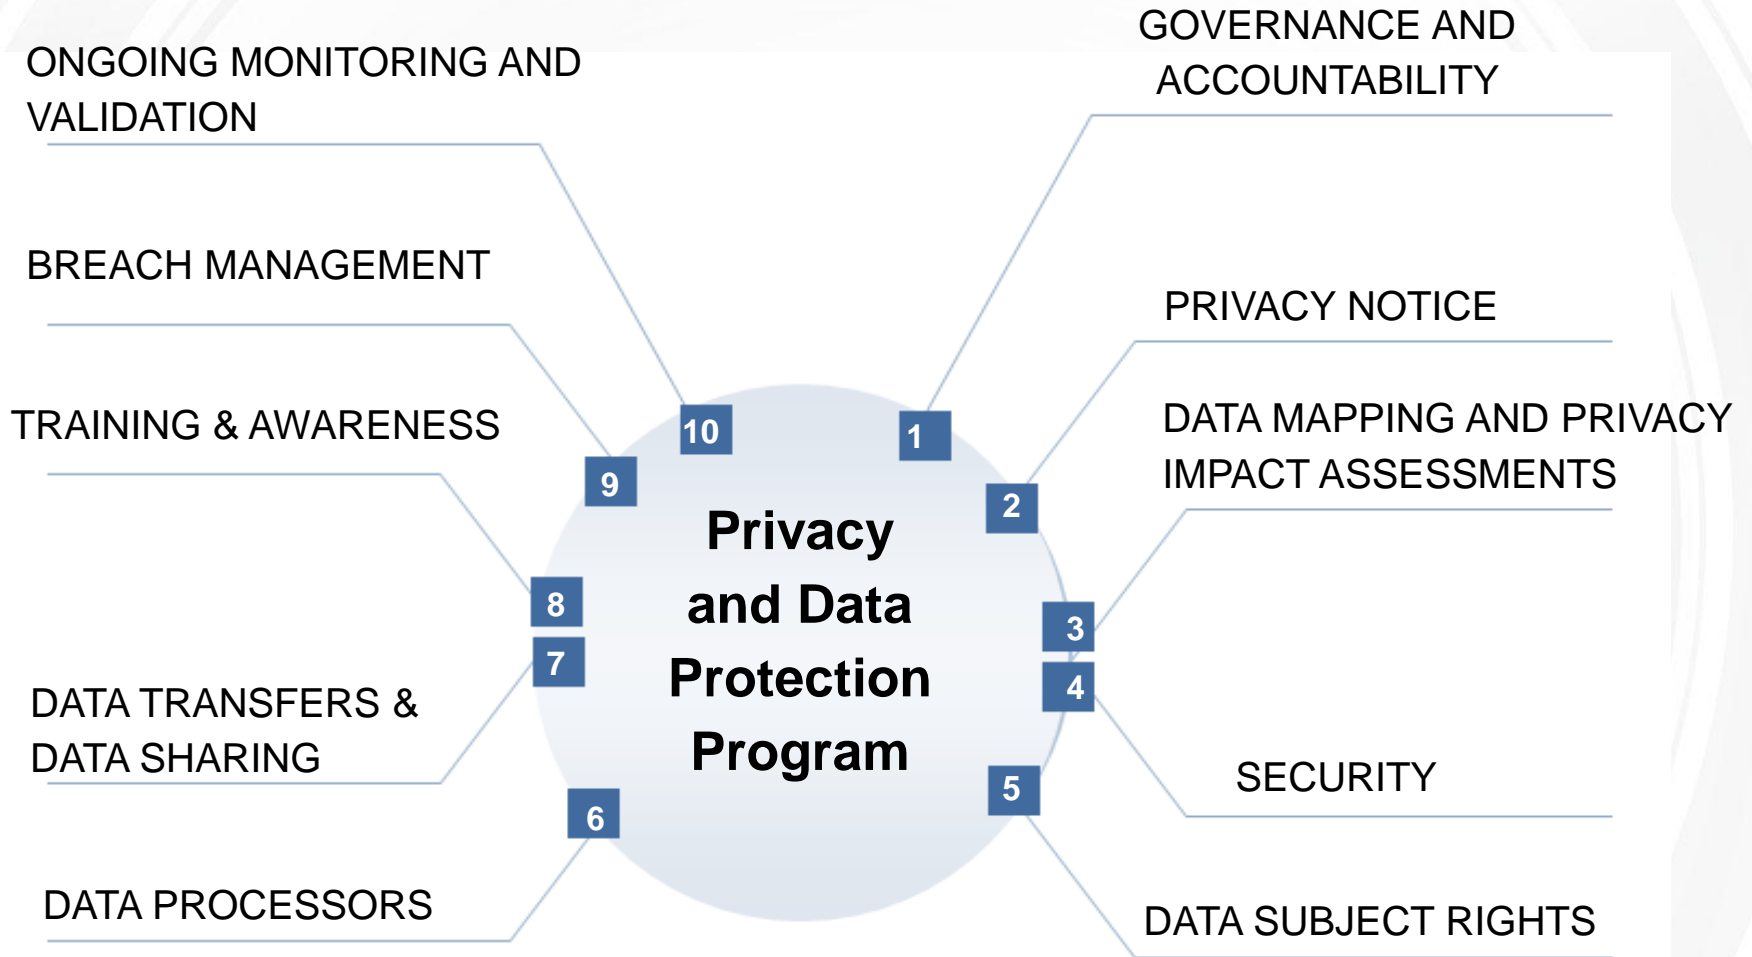 GOVERNANCE AND
ACCOUNTABILITY
ONGOING MONITORING AND
VALIDATION
BREACH MANAGEMENT
PRIVACY NOTICE
TRAINING & AWARENESS
DATA MAPPING AND PRIVACY
IMPACT ASSESSMENTS
10
1
9
2
Privacy
and Data
Protection
Program
8
3
7
4
DATA TRANSFERS &
DATA SHARING
SECURITY
5
6
DATA PROCESSORS
DATA SUBJECT RIGHTS